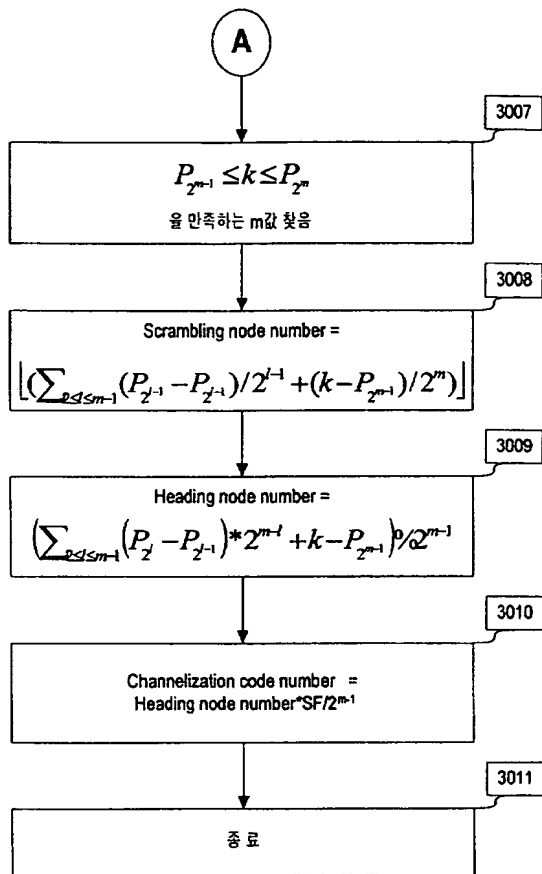 A
3007
P_{2^{m-1}} ≤ k ≤ P_{2^m}
을 만족하는 m값 찾음
3008
Scrambling node number =
⌊(∑_{2≤l≤m-1}(P_{2^{l-1}} − P_{2^{l-1}})/2^{l-1} + (k − P_{2^{m-1}})/2^m)⌋
3009
Heading node number =
(∑_{2≤l≤m-1}(P_{2^l} − P_{2^{l-1}})*2^{m-l} + k − P_{2^{m-1}})%2^{m-1}
3010
Channelization code number =
Heading node number*SF/2^{m-1}
3011
종료